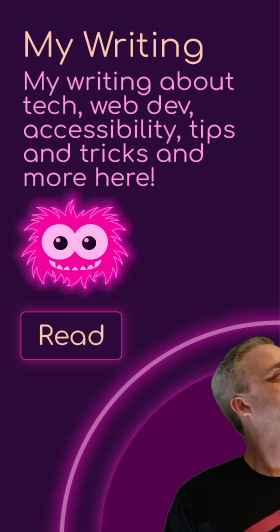 My Writing
My writing about
tech, web dev,
accessibility, tips
and tricks and
more here!
Read